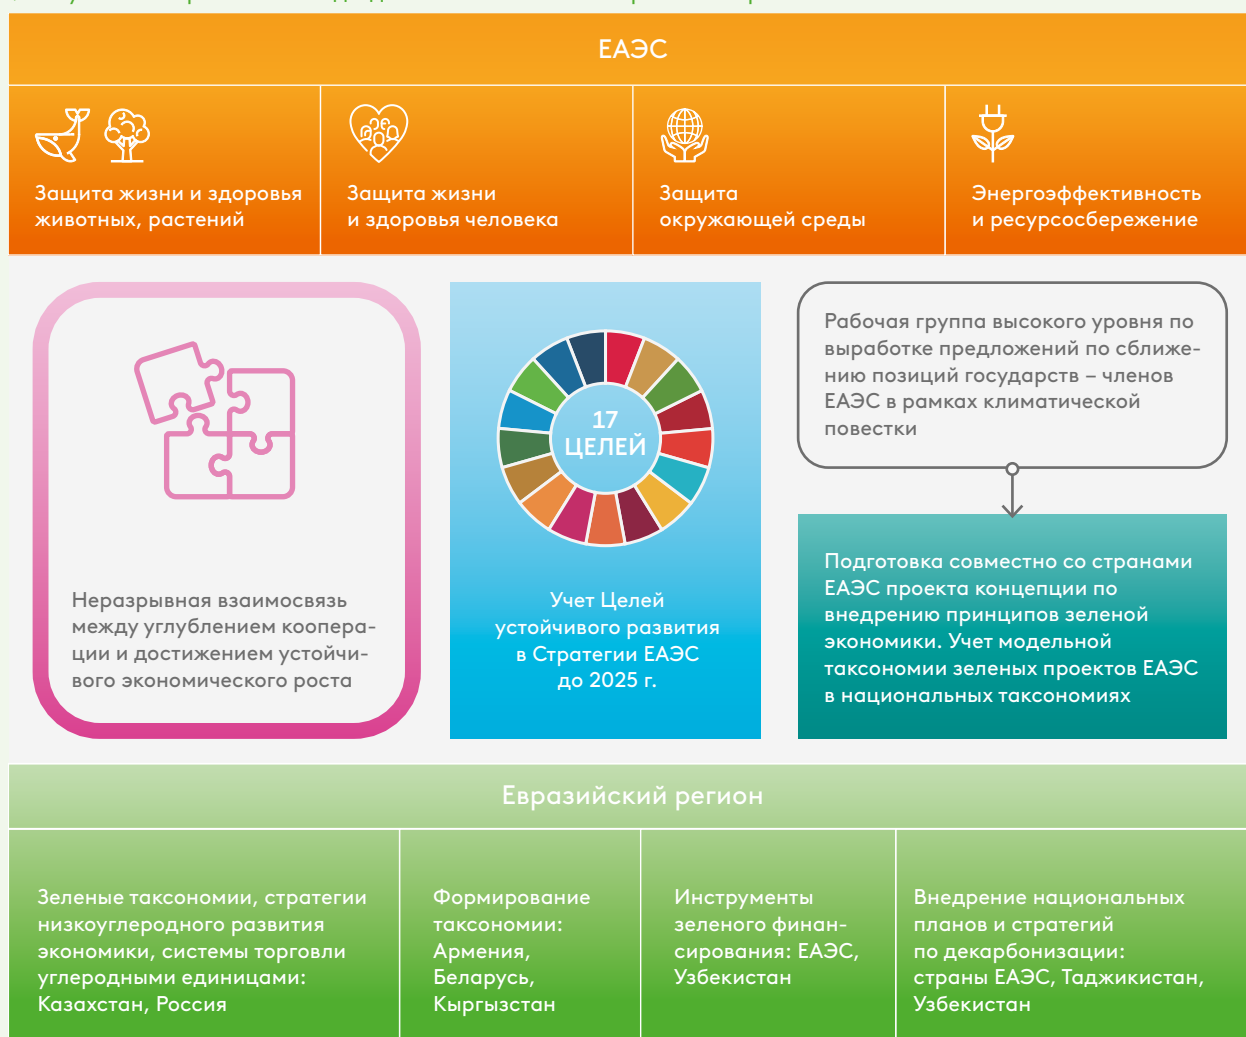 ЕАЭС
Защита жизни и здоровья
животных, растений
Защита жизни
и здоровья человека
Защита
окружающей среды
Энергоэффективность
и ресурсосбережение
Неразрывная взаимосвязь
между углублением коопера-
ции и достижением устойчи-
вого экономического роста
17
ЦЕЛЕЙ
Учет Целей
устойчивого развития
в Стратегии ЕАЭС
до 2025 г.
Рабочая группа высокого уровня по
выработке предложений по сближе-
нию позиций государств – членов
ЕАЭС в рамках климатической
повестки
Подготовка совместно со странами
ЕАЭС проекта концепции по
внедрению принципов зеленой
экономики. Учет модельной
таксономии зеленых проектов ЕАЭС
в национальных таксономиях
Евразийский регион
Зеленые таксономии, стратегии
низкоуглеродного развития
экономики, системы торговли
углеродными единицами:
Казахстан, Россия
Формирование
таксономии:
Армения,
Беларусь,
Кыргызстан
Инструменты
зеленого финан-
сирования: ЕАЭС,
Узбекистан
Внедрение национальных
планов и стратегий
по декарбонизации:
страны ЕАЭС, Таджикистан,
Узбекистан